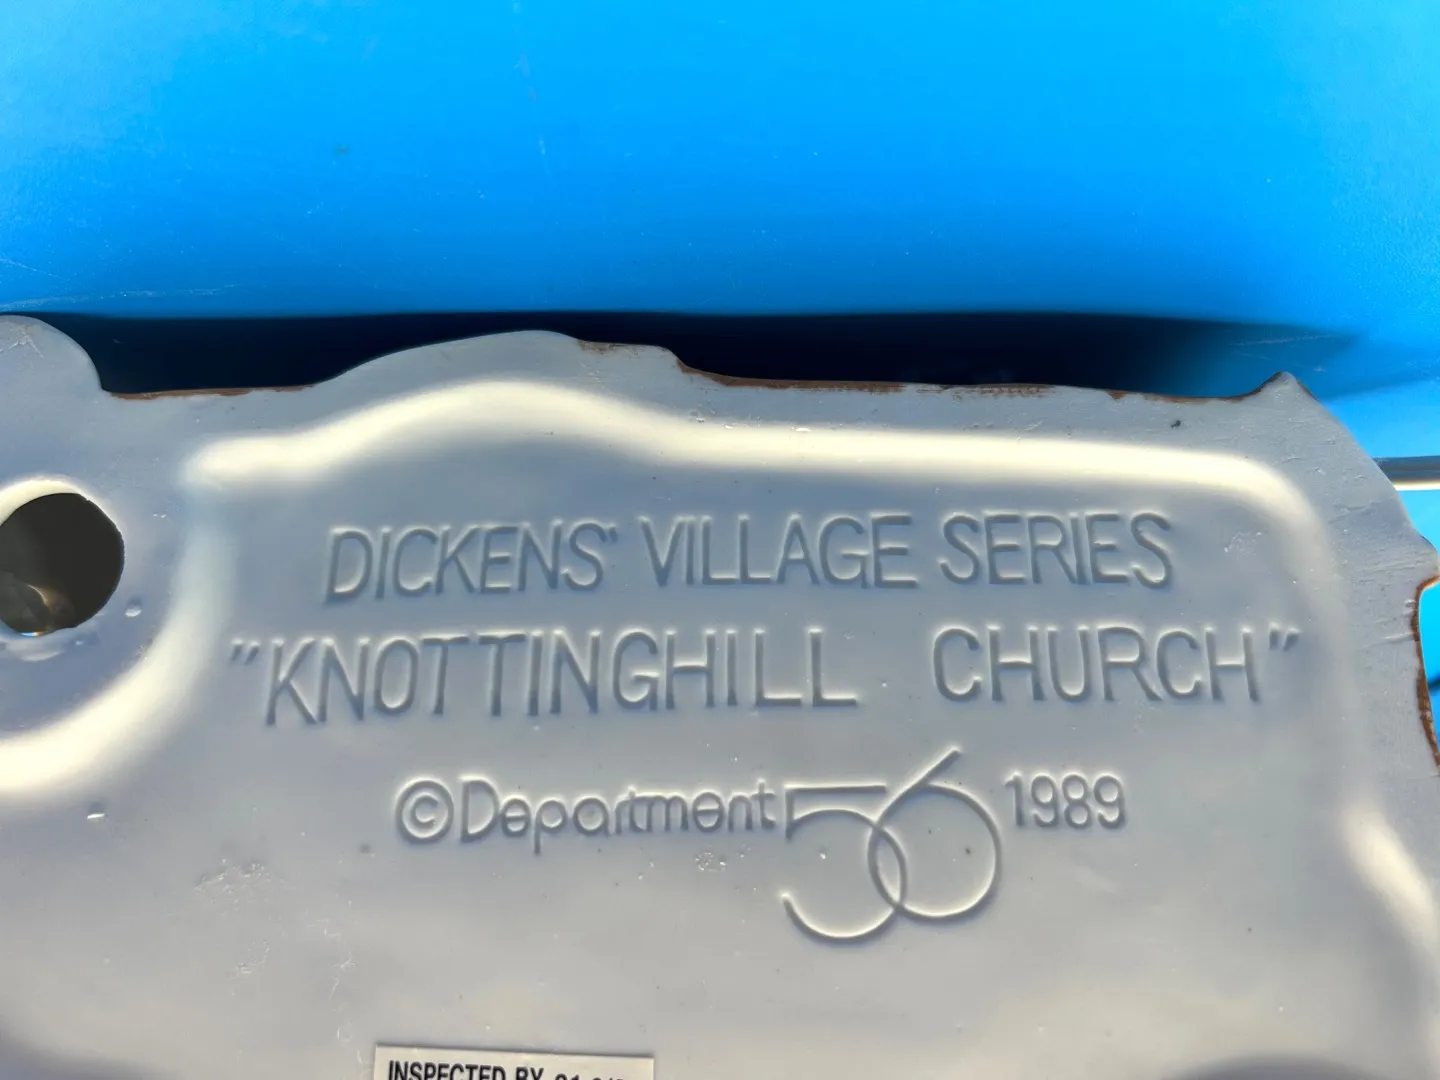 DICKENS' VILLAGE SERIES
"KNOTTINGHILL CHURCH"
©Department 56 1989
INSPECTED BY